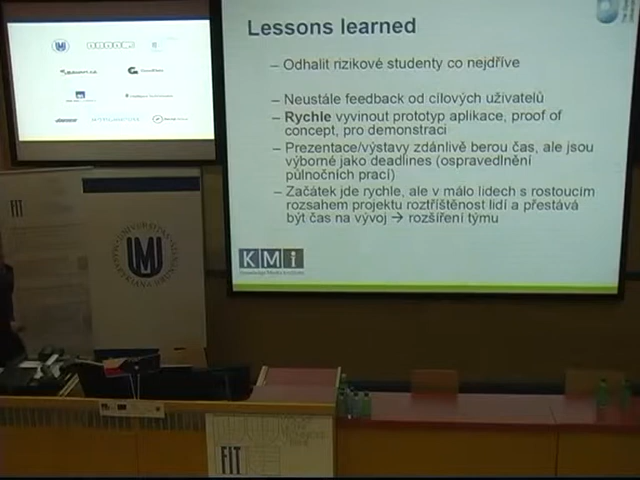 Lessons learned
– Odhalit rizikové studenty co nejdříve
– Neustále feedback od cílových uživatelů
– Rychle vyvinout prototyp aplikace, proof of
concept, pro demonstraci
– Prezentace/výstavy zdánlivě berou čas, ale jsou
výborné jako deadlines (ospravedlnění
půlnočních prací)
– Začátek jde rychle, ale v málo lidech s rostoucím
rozsahem projektu roztříštěnost lidí a přestává
být čas na vývoj → rozšíření týmu
KMi
Knowledge Media Institute
FIT